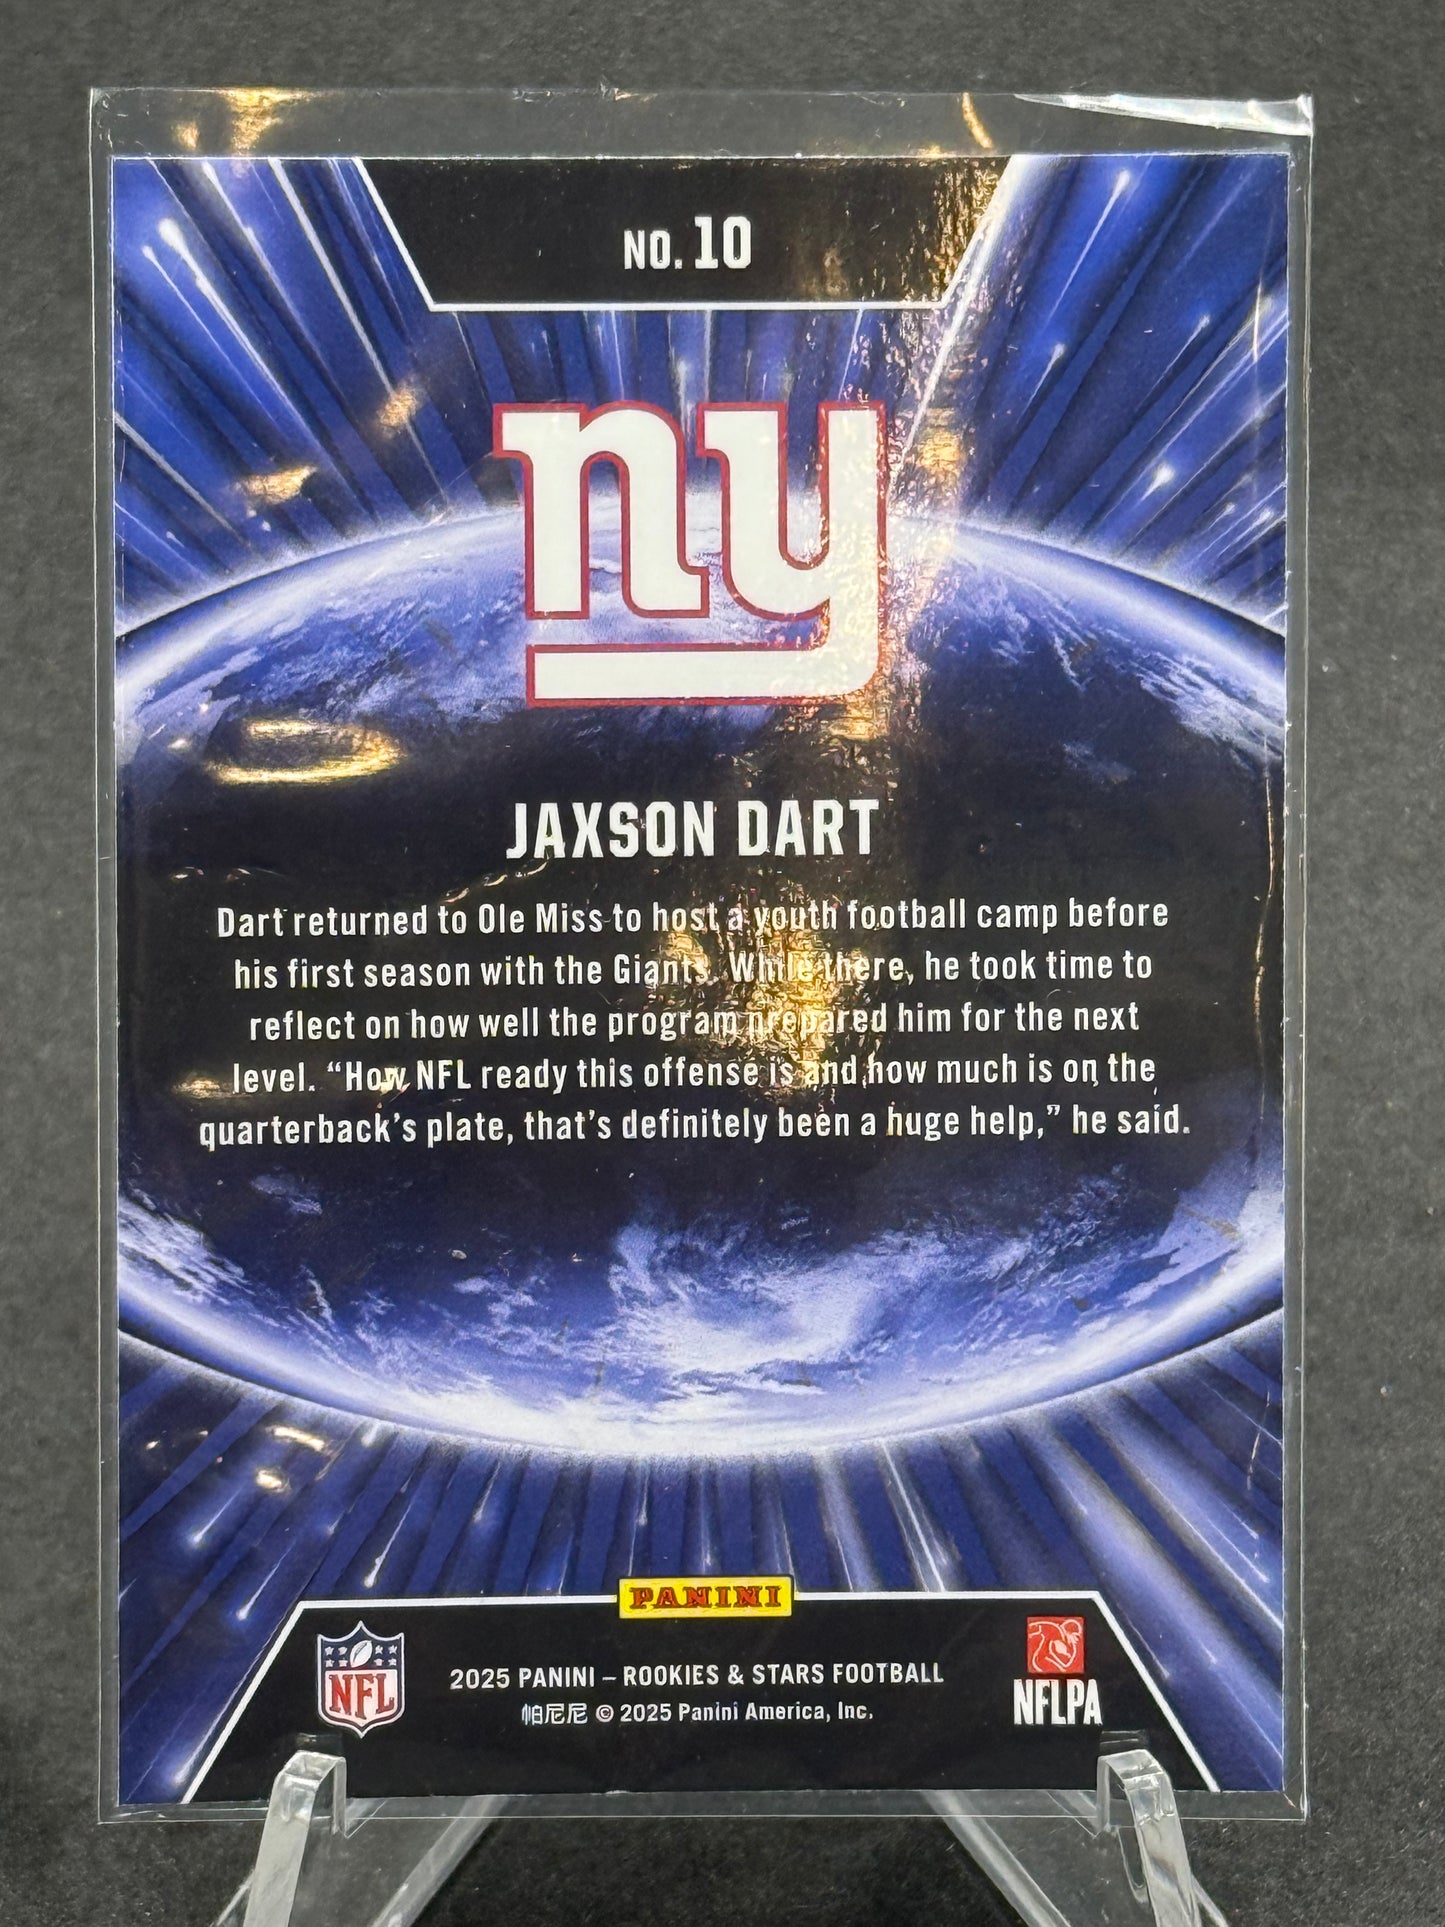 NO. 10
ny
JAXSON DART
Dart returned to Ole Miss to host a youth football camp before
his first season with the Giants. While there, he took time to
reflect on how well the program prepared him for the next
level. “How NFL ready this offense is and how much is on the
quarterback’s plate, that’s definitely been a huge help,” he said.
PANINI
NFL
2025 PANINI – ROOKIES & STARS FOOTBALL
帕尼尼 © 2025 Panini America, Inc.
NFLPA